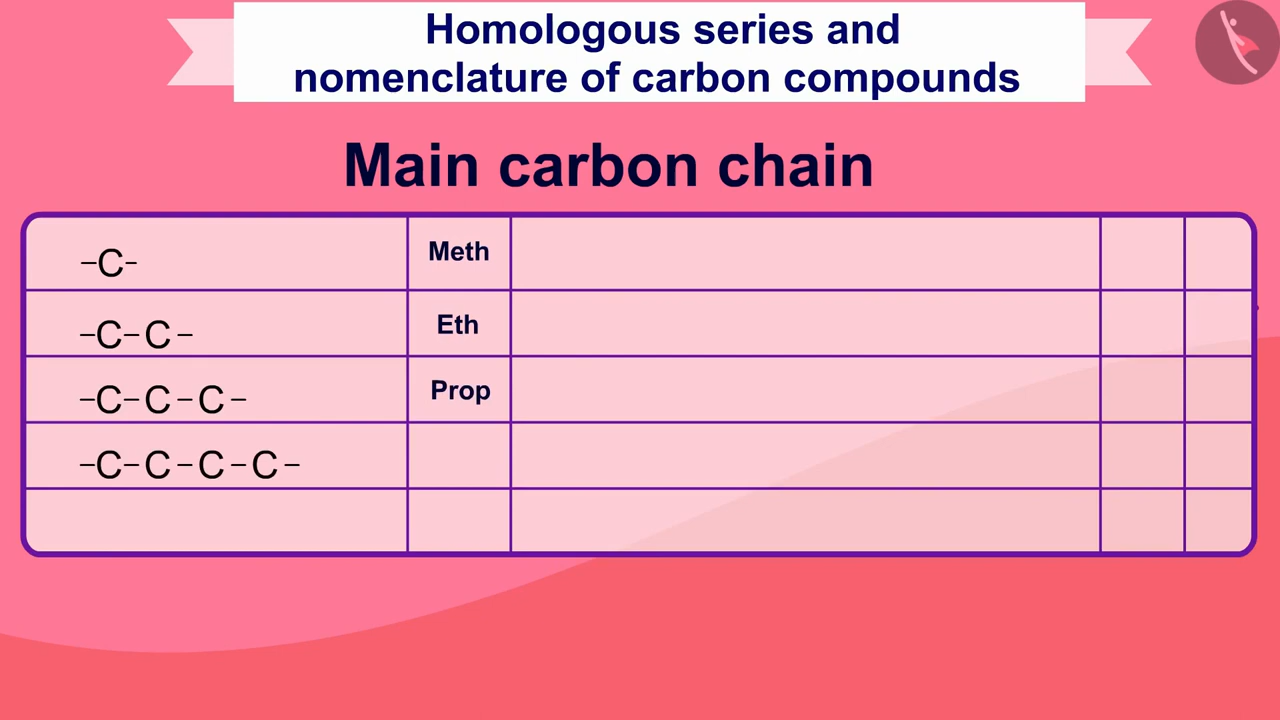 Homologous series and
nomenclature of carbon compounds
Main carbon chain
–C– Meth
–C–C– Eth
–C–C–C– Prop
–C–C–C–C–